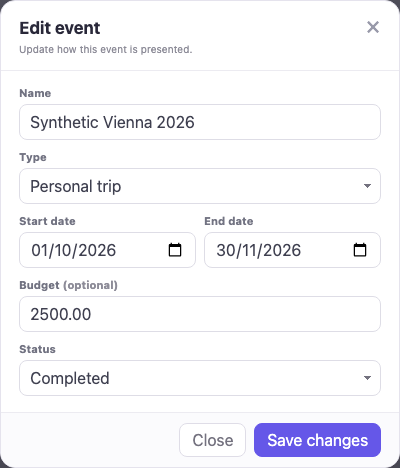 Edit event
Update how this event is presented.
Name
Synthetic Vienna 2026
Type
Personal trip
Start date End date
01/10/2026 30/11/2026
Budget (optional)
2500.00
Status
Completed
Close Save changes